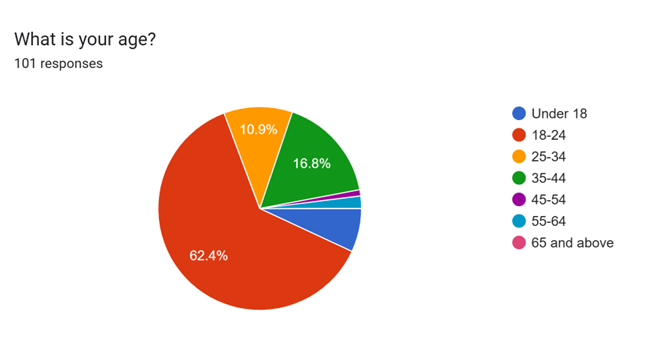 What is your age?
101 responses
10.9%
16.8%
62.4%
Under 18
18-24
25-34
35-44
45-54
55-64
65 and above